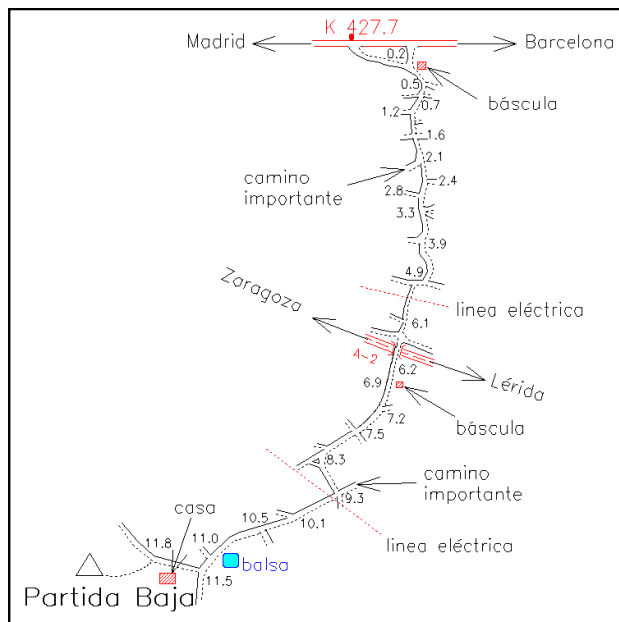 K 427.7
Madrid
Barcelona
0.2
báscula
0.5
0.7
1.2
1.6
2.1
camino
importante
2.4
2.8
3.3
3.9
4.9
Zaragoza
linea eléctrica
6.1
A-2
6.2
Lérida
6.9
báscula
7.2
7.5
8.3
camino
importante
9.3
casa
10.5
10.1
linea eléctrica
11.0
11.8
balsa
11.5
Partida Baja